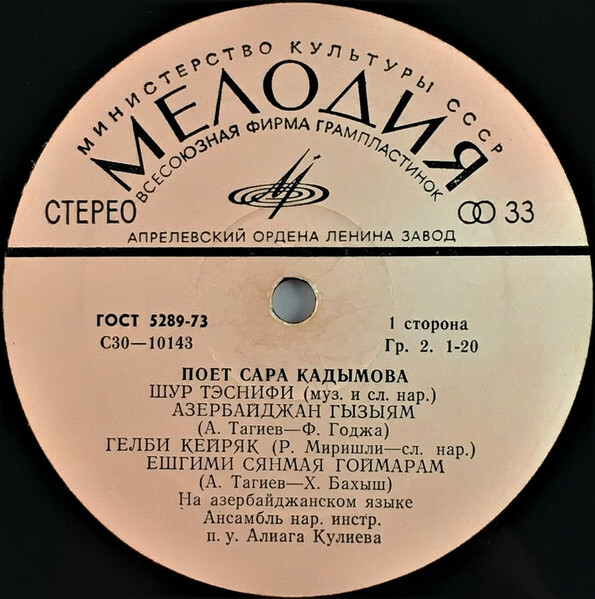 МИНИСТЕРСТВО КУЛЬТУРЫ СССР
МЕЛОДИЯ
ВСЕСОЮЗНАЯ ФИРМА ГРАМПЛАСТИНОК
СТЕРЕО
33
АПРЕЛЕВСКИЙ ОРДЕНА ЛЕНИНА ЗАВОД
ГОСТ 5289-73
С30—10143
1 сторона
Гр. 2. 1-20
ПОЕТ САРА КАДЫМОВА
ШУР ТЭСНИФИ (муз. и сл. нар.)
АЗЕРБАЙДЖАН ГЫЗЫЯМ
(А. Тагиев—Ф. Годжа)
ГЕЛБИ КЕЙРЯК (Р. Миришли—сл. нар.)
ЕШГИМИ СЯНМАЯ ГОЙМАРАМ
(А. Тагиев—Х. Бахыш)
На азербайджанском языке
Ансамбль нар. инстр.
п. у. Алиага Кулиева